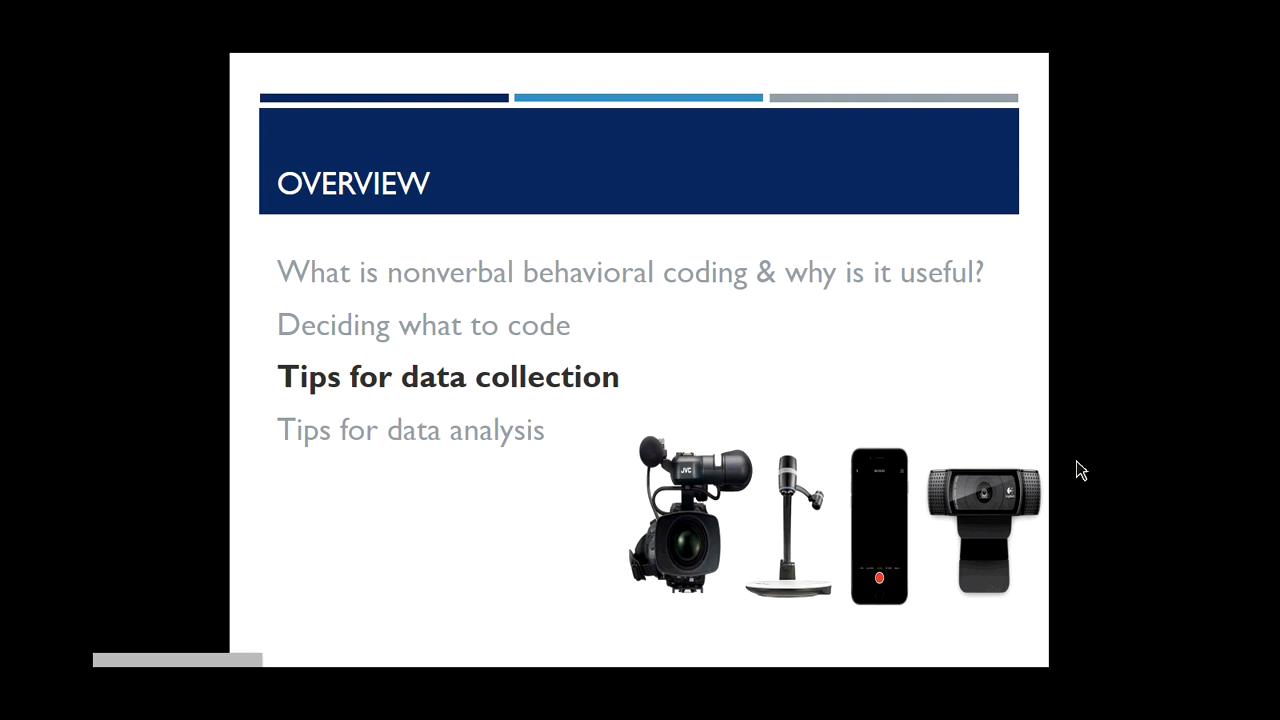 OVERVIEW
What is nonverbal behavioral coding & why is it useful?
Deciding what to code
Tips for data collection
Tips for data analysis
JVC